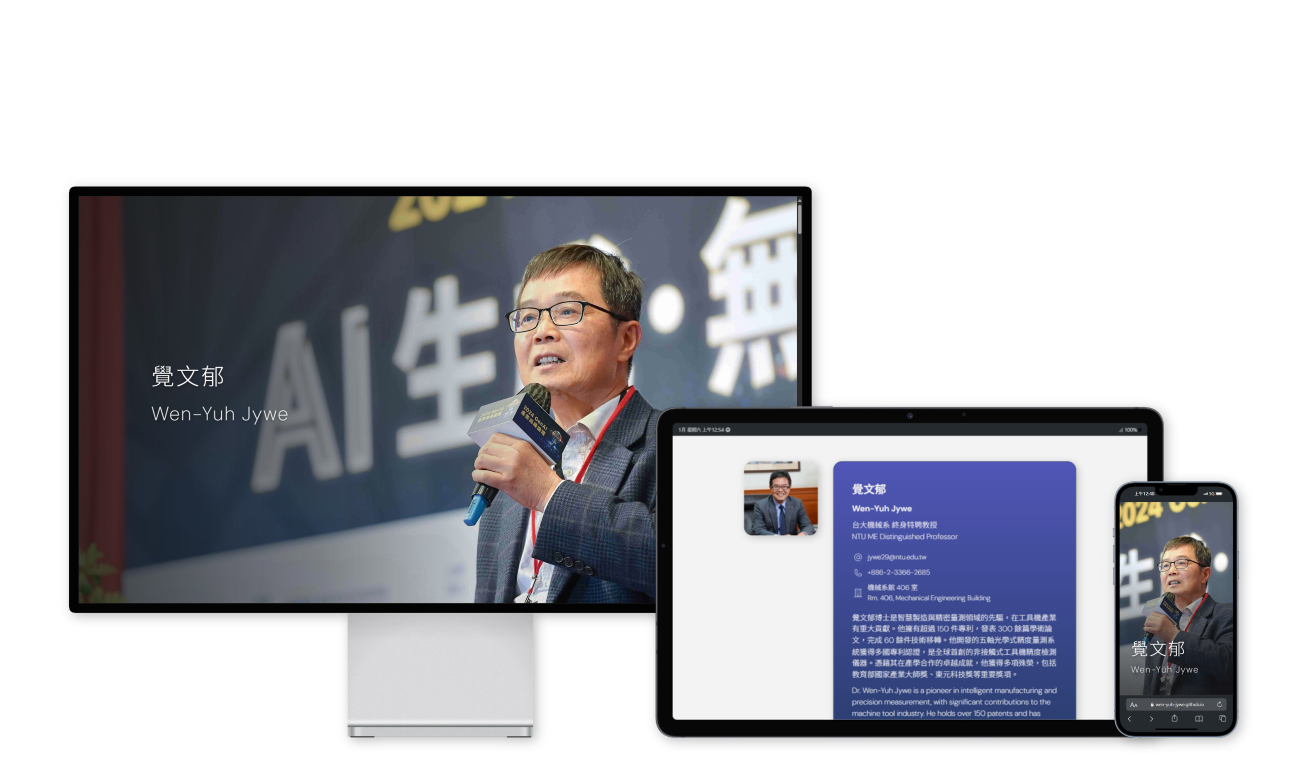 2024
AI 生成·無
覺文郁
Wen-Yuh Jywe
2024 GenAI
1月 星期六 上午12:54
100%
覺文郁
Wen-Yuh Jywe
台大機械系 終身特聘教授
NTU ME Distinguished Professor
jywe29@ntu.edu.tw
+886-2-3366-2685
機械系館 406 室
Rm. 406, Mechanical Engineering Building
覺文郁博士是智慧製造與精密量測領域的先驅，在工具機產業
有重大貢獻。他擁有超過 150 件專利，發表 300 餘篇學術論
文，完成 60 餘件技術移轉。他開發的五軸光學式精度量測系
統獲得多國專利認證，是全球首創的非接觸式工具機精度檢測
儀器。憑藉其在產學合作的卓越成就，他獲得多項殊榮，包括
教育部國家產業大師獎、東元科技獎等重要獎項。
Dr. Wen-Yuh Jywe is a pioneer in intelligent manufacturing and
precision measurement, with significant contributions to the
machine tool industry. He holds over 150 patents and has
上午12:48
5G
2024
覺文郁
Wen-Yuh Jywe
AA
wen-yuh-jywe.github.io